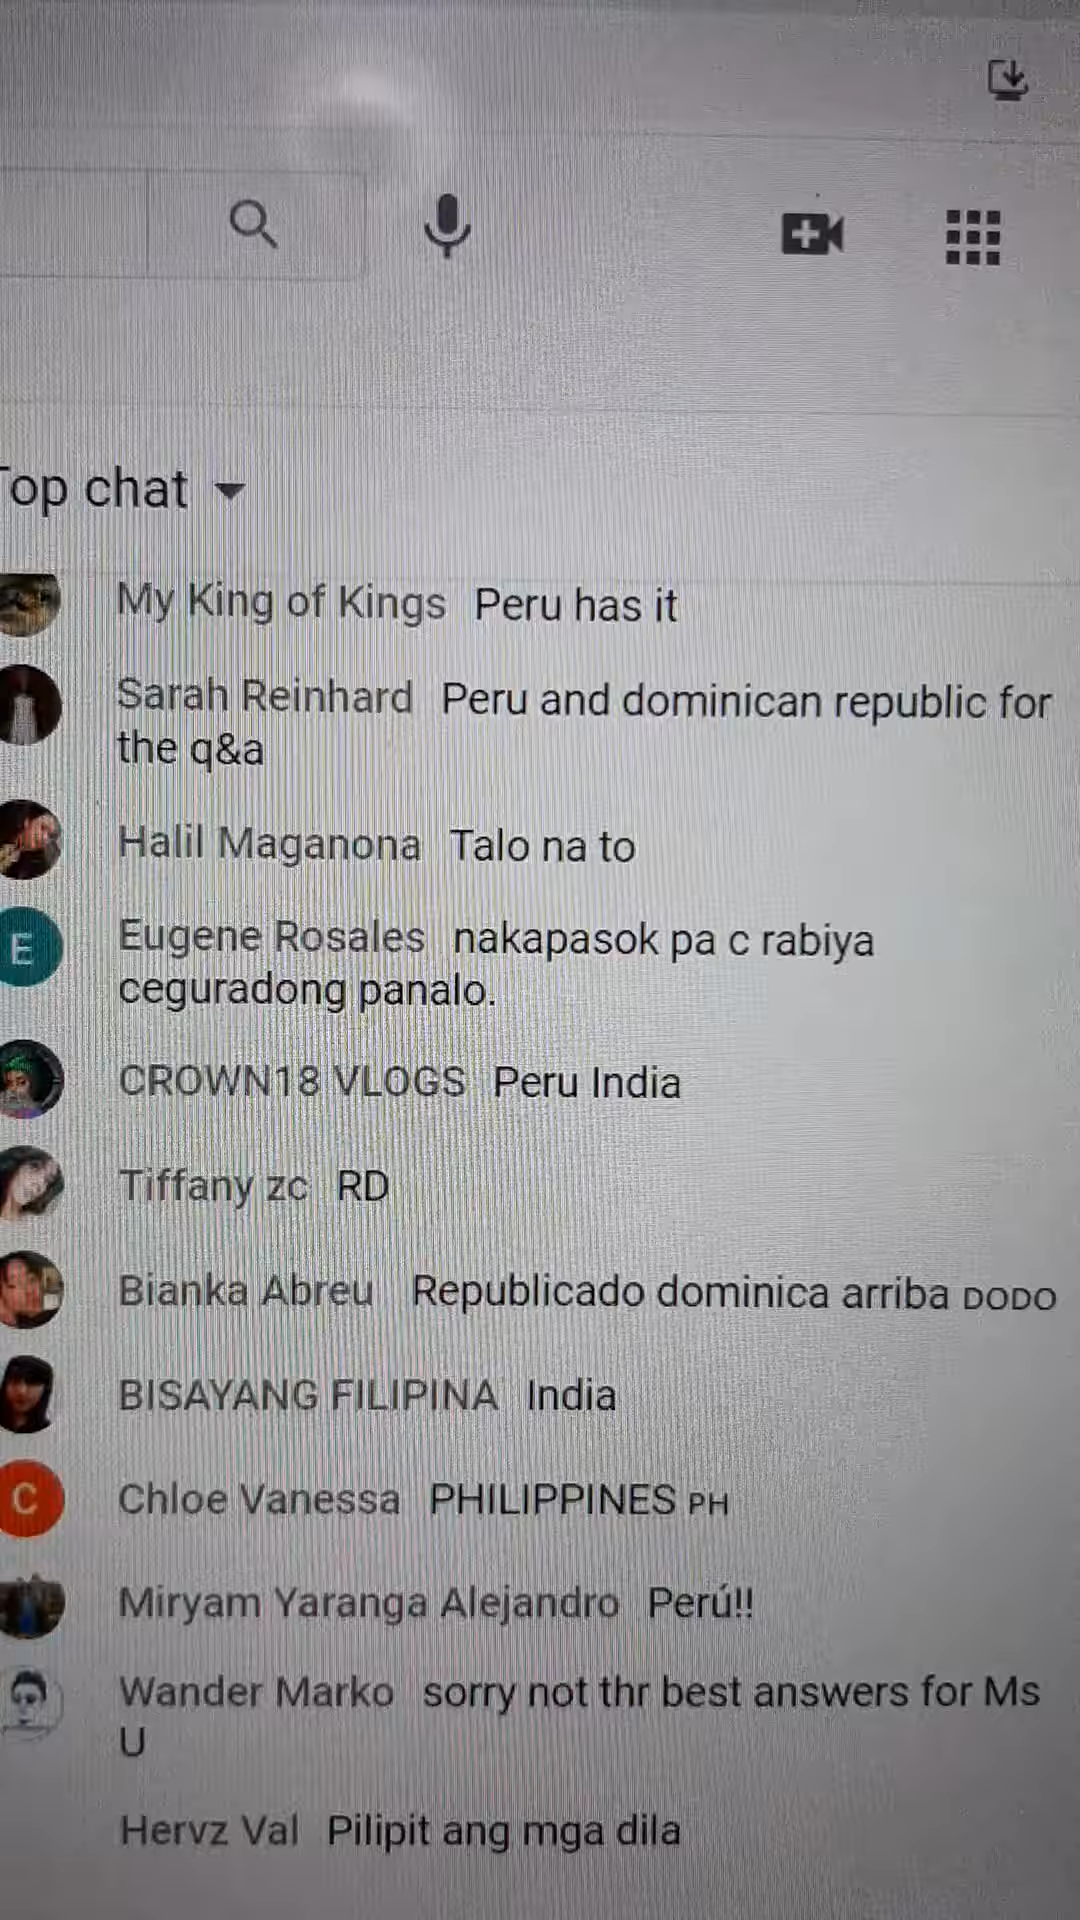 Top chat
My King of Kings Peru has it
Sarah Reinhard Peru and dominican republic for
the q&a
Halil Maganona Talo na to
E
Eugene Rosales nakapasok pa c rabiya
ceguradong panalo.
CROWN18 VLOGS Peru India
Tiffany zc RD
Bianka Abreu Republicado dominica arriba DODO
BISAYANG FILIPINA India
C
Chloe Vanessa PHILIPPINES PH
Miryam Yaranga Alejandro Perú!!
Wander Marko sorry not thr best answers for Ms
U
Hervz Val Pilipit ang mga dila